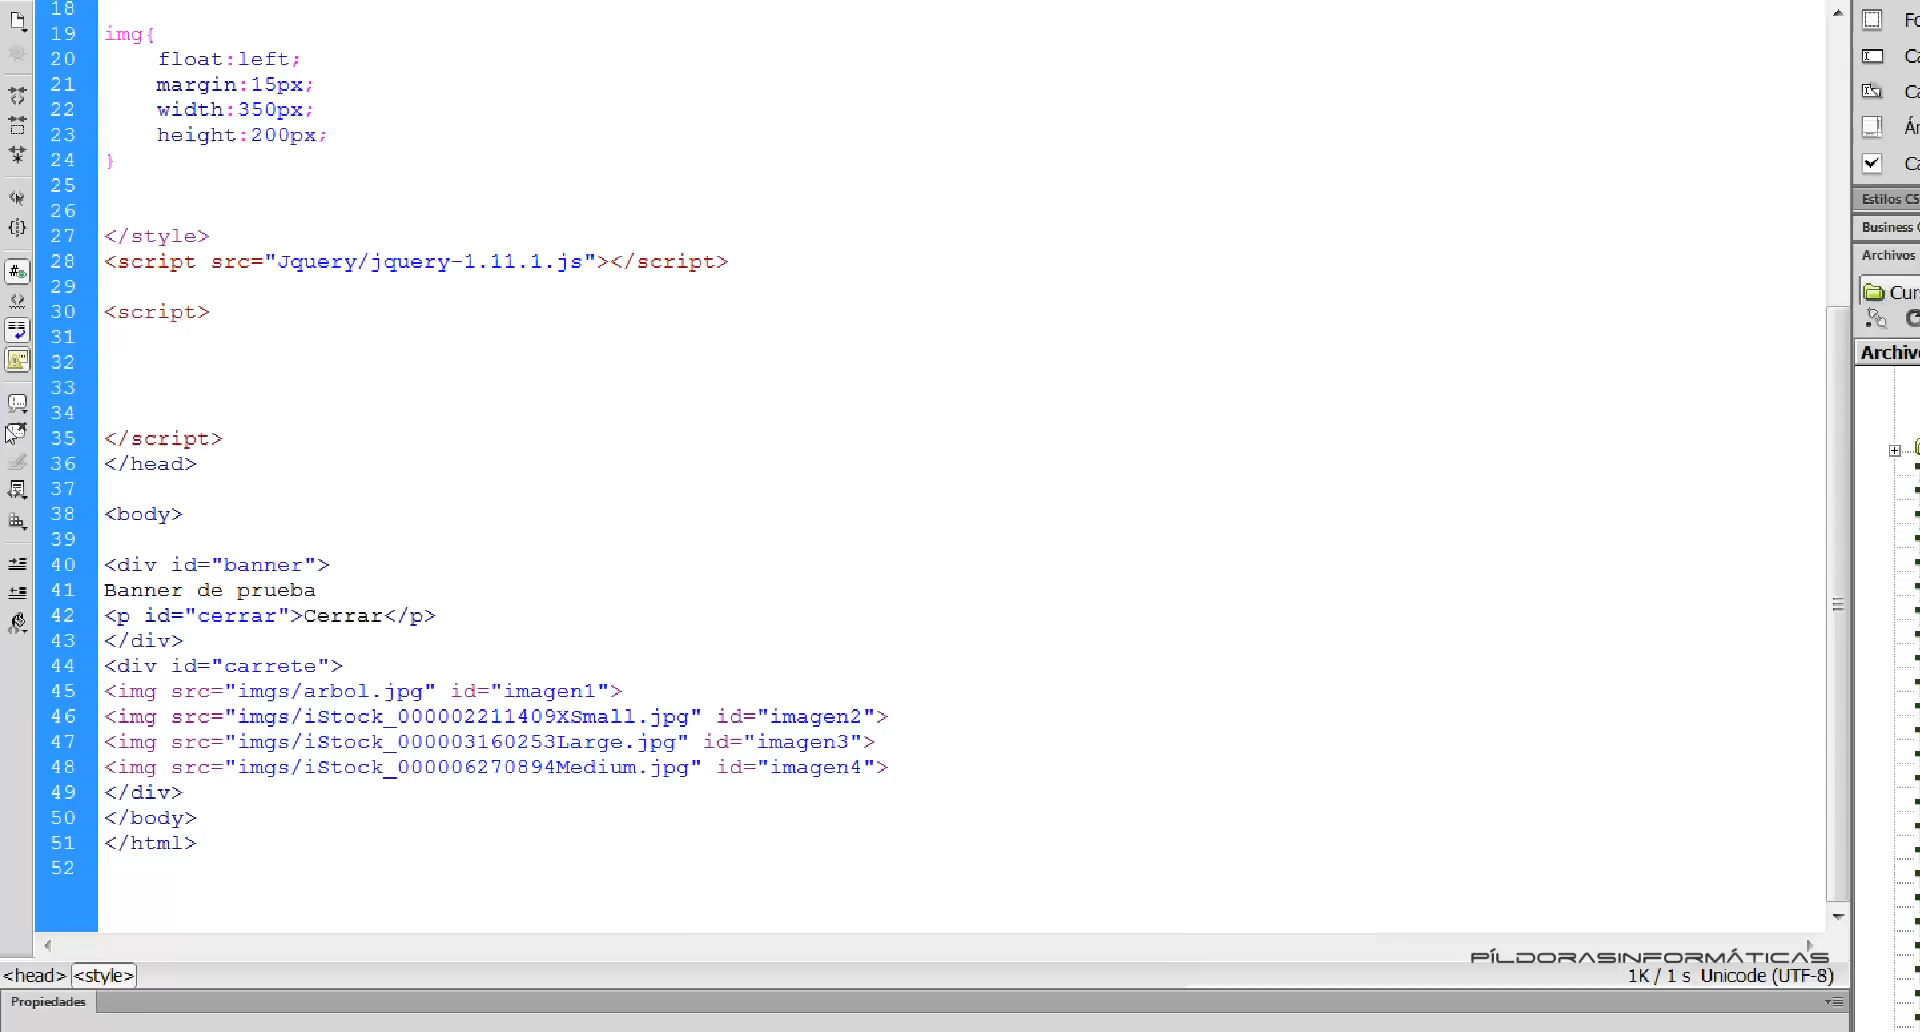 18
19 img{
20 float:left;
21 margin:15px;
22 width:350px;
23 height:200px;
24 }
25
26
27 </style>
28 <script src="Jquery/jquery-1.11.1.js"></script>
29
30 <script>
31
32
33
34
35 </script>
36 </head>
37
38 <body>
39
40 <div id="banner">
41 Banner de prueba
42 <p id="cerrar">Cerrar</p>
43 </div>
44 <div id="carrete">
45 <img src="imgs/arbol.jpg" id="imagen1">
46 <img src="imgs/iStock_000002211409XSmall.jpg" id="imagen2">
47 <img src="imgs/iStock_000003160253Large.jpg" id="imagen3">
48 <img src="imgs/iStock_000006270894Medium.jpg" id="imagen4">
49 </div>
50 </body>
51 </html>
52
Estilos CS
Business
Archivos
Cur
Archivo
PÍLDORASINFORMÁTICAS
<head> <style>
1K / 1 s Unicode (UTF-8)
Propiedades